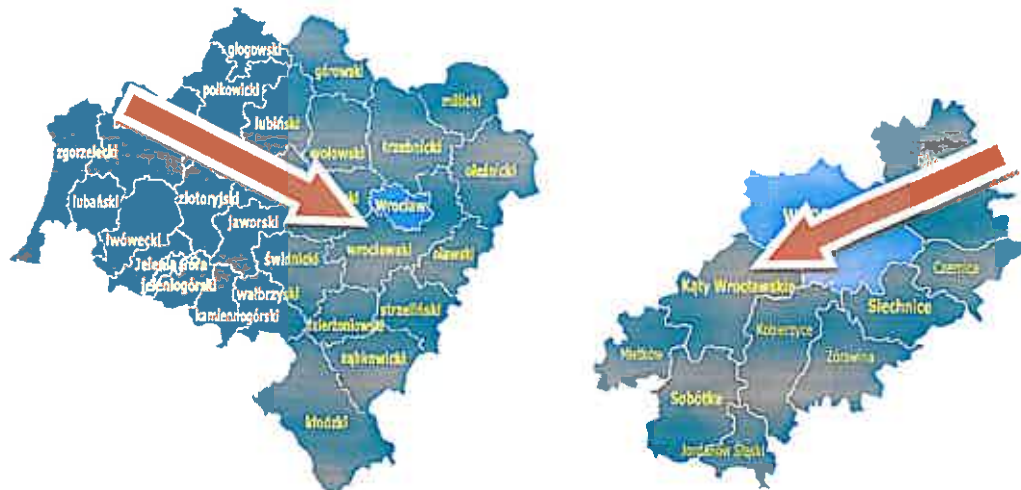 głogowski
górowski
polkowicki
milicki
lubiński
trzebnicki
zgorzelecki
wołowski
oleśnicki
lubański
złotoryjski
ki
Wrocław
jaworski
lwówecki
wrocławski
oławski
świdnicki
Jelenia Góra
jeleniogórski
wałbrzyski
strzeliński
kamiennogórski
dzierżoniowski
ząbkowicki
kłodzki
W
Czernica
Kąty Wrocławskie
Siechnice
Kobierzyce
Mietków
Żórawina
Sobótka
Jordanów Śląski